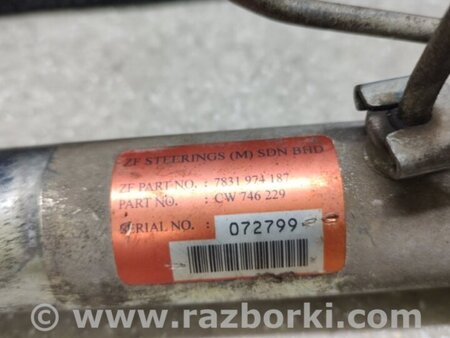 ZF STEERINGS (M) SDN BHD
ZF PART NO. : 7831 974 187
PART NO. : CW 746 229
SERIAL NO. : 072799
www.razborki.com